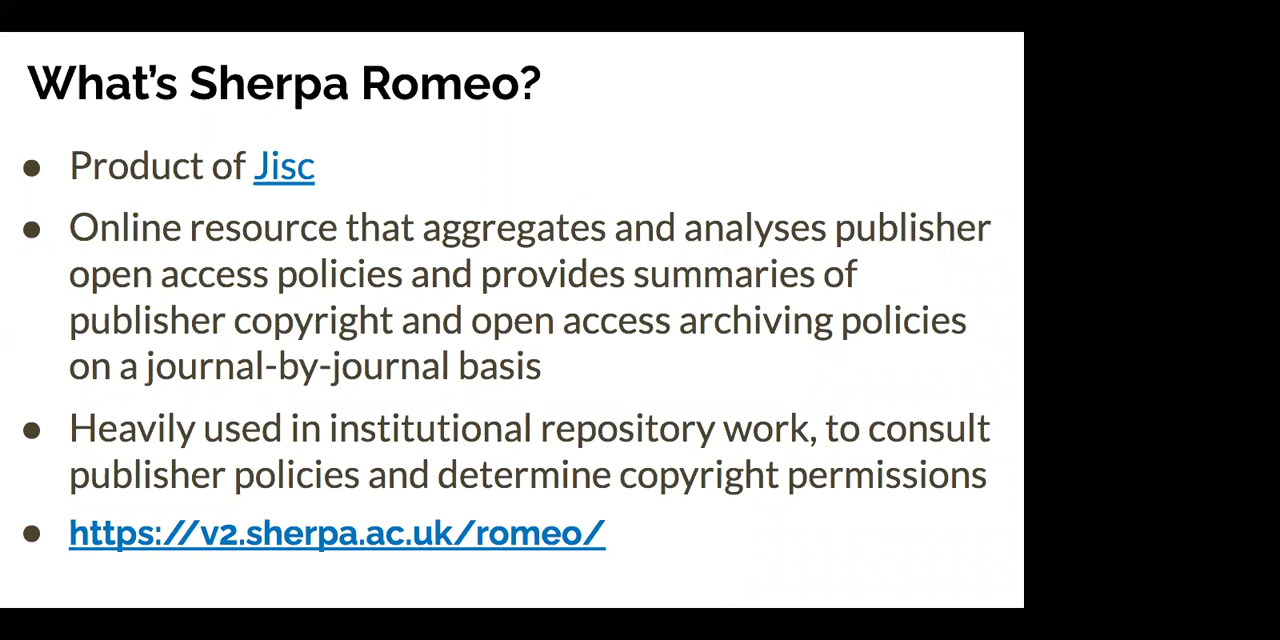 What’s Sherpa Romeo?
● Product of Jisc
● Online resource that aggregates and analyses publisher
open access policies and provides summaries of
publisher copyright and open access archiving policies
on a journal-by-journal basis
● Heavily used in institutional repository work, to consult
publisher policies and determine copyright permissions
● https://v2.sherpa.ac.uk/romeo/